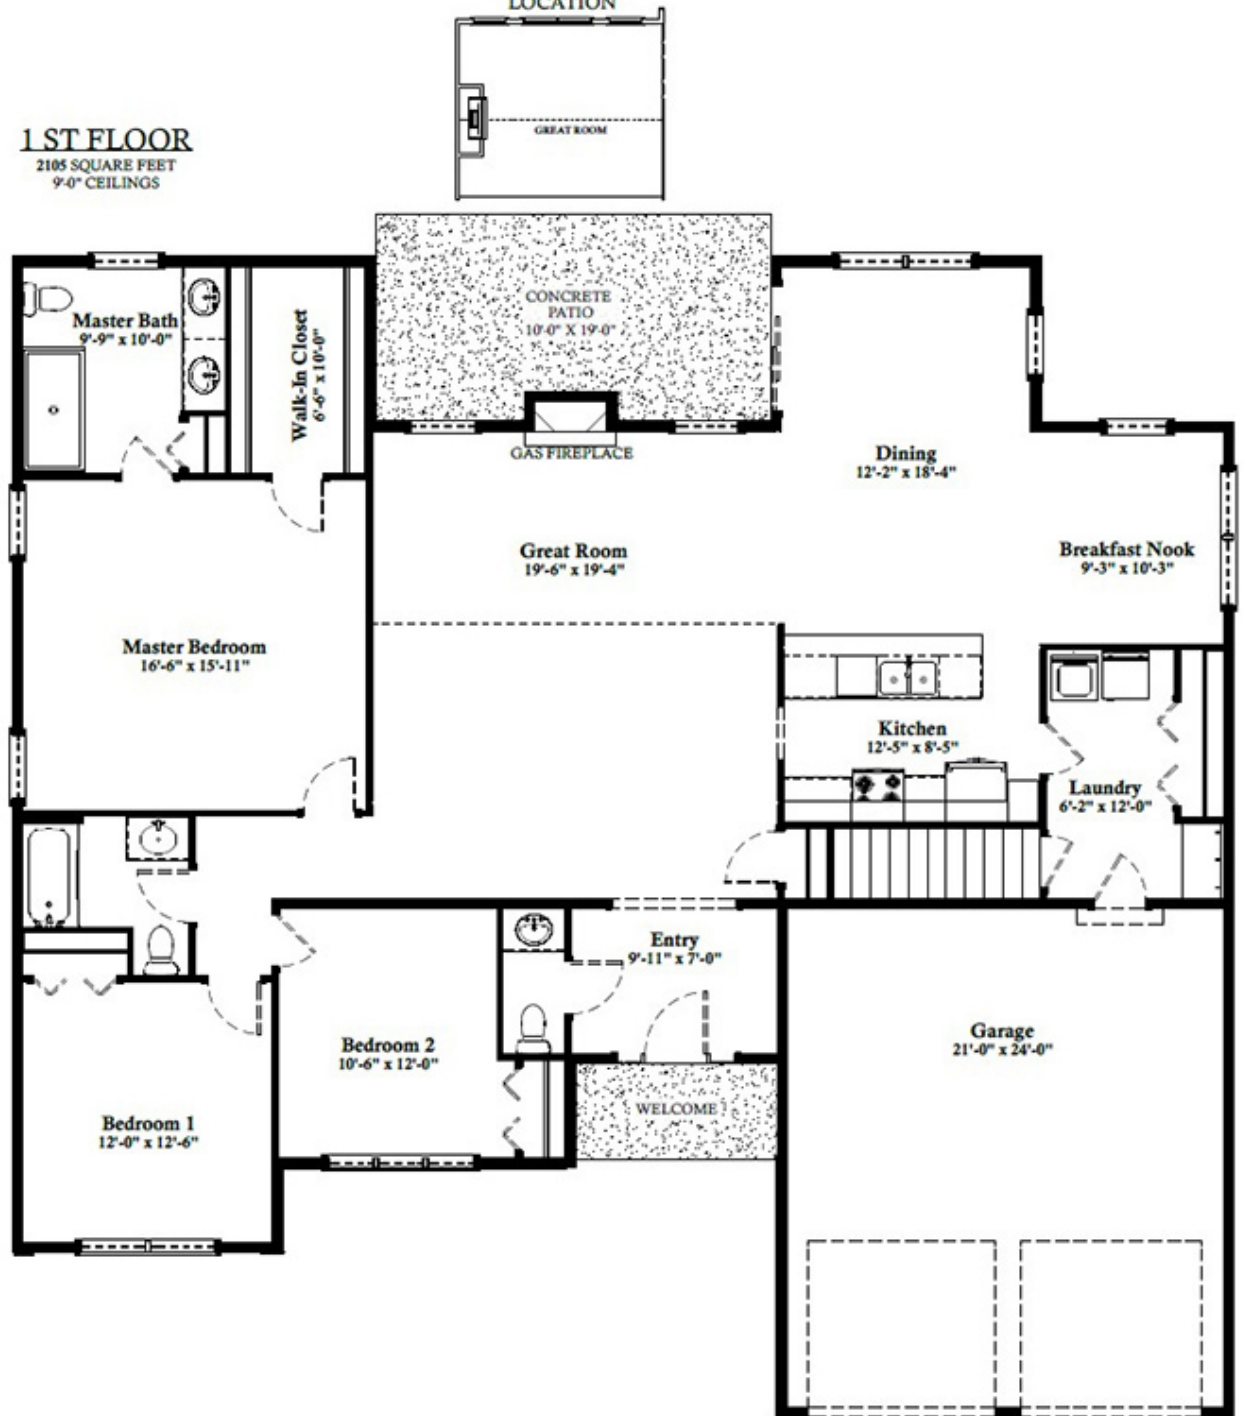 LOCATION
GREAT ROOM
1 ST FLOOR
2105 SQUARE FEET
9'-0" CEILINGS
CONCRETE
PATIO
10'-0" X 19'-0"
Master Bath
9'-9" x 10'-0"
Walk-In Closet
6'-6" x 10'-0"
GAS FIREPLACE
Dining
12'-2" x 18'-4"
Great Room
19'-6" x 19'-4"
Breakfast Nook
9'-3" x 10'-3"
Master Bedroom
16'-6" x 15'-11"
Kitchen
12'-5" x 8'-5"
Laundry
6'-2" x 12'-0"
Entry
9'-11" x 7'-0"
Bedroom 2
10'-6" x 12'-0"
Garage
21'-0" x 24'-0"
Bedroom 1
12'-0" x 12'-6"
WELCOME